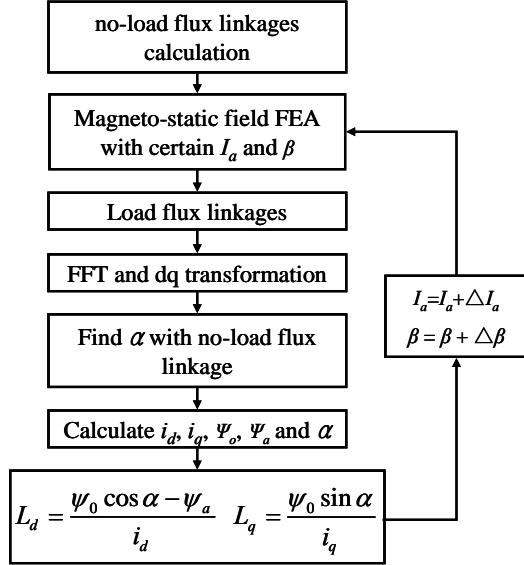 no-load flux linkages
calculation
Magneto-static field FEA
with certain Iₐ and β
Load flux linkages
FFT and dq transformation
Find α with no-load flux
linkage
Calculate i_d, i_q, Ψ_o, Ψ_a and α
L_d = (ψ_0 cos α − ψ_a) / i_d   L_q = (ψ_0 sin α) / i_q
I_a=I_a+△I_a
β=β+△β